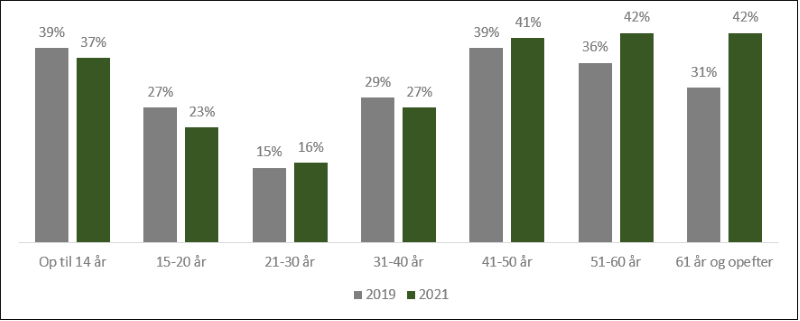 39% 37% 27% 23% 15% 16% 29% 27% 39% 41% 36% 42% 31% 42%
Op til 14 år 15-20 år 21-30 år 31-40 år 41-50 år 51-60 år 61 år og opefter
2019 2021